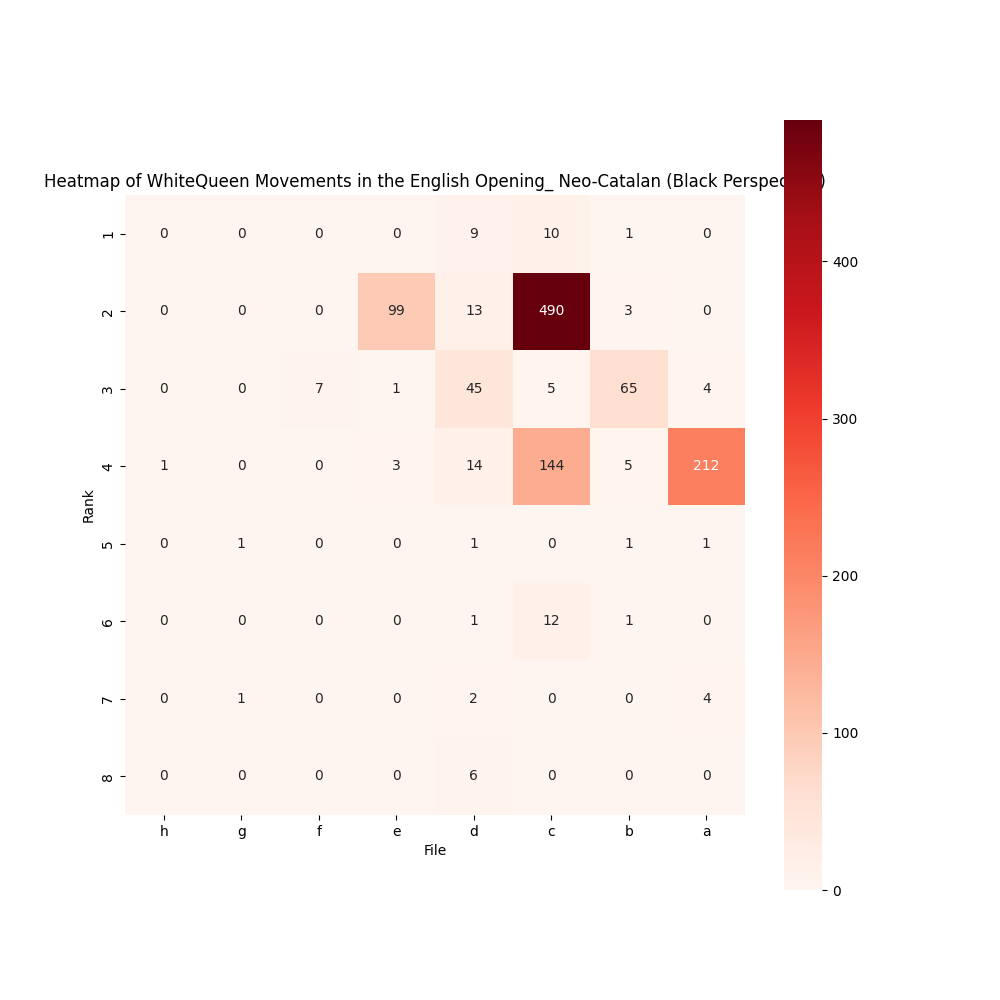 Heatmap of WhiteQueen Movements in the English Opening_ Neo-Catalan (Black
Rank
1 0 0 0 0 9 10 1 0
2 0 0 0 99 13 490 3 0
3 0 0 7 1 45 5 65 4
4 1 0 0 3 14 144 5 212
5 0 1 0 0 1 0 1 1
6 0 0 0 0 1 12 1 0
7 0 1 0 0 2 0 0 4
8 0 0 0 0 6 0 0 0
h g f e d c b a
File
400
300
200
100
0